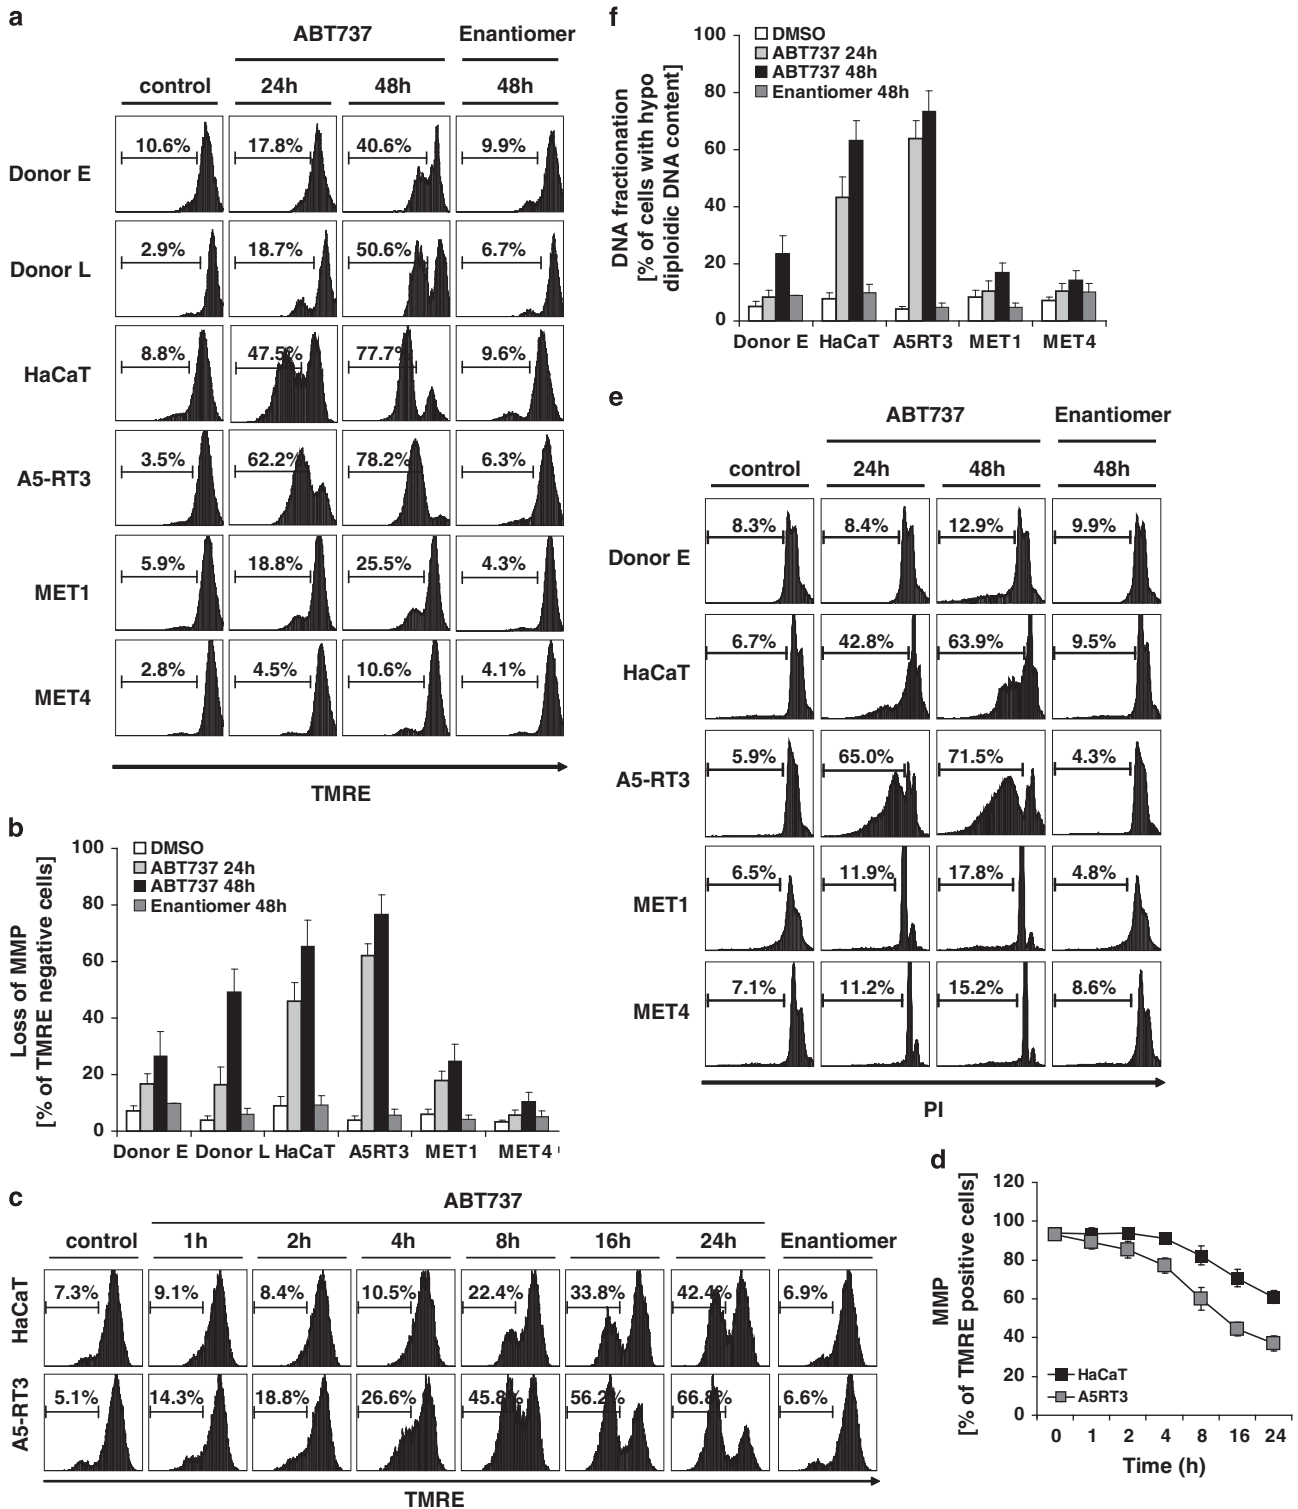 a
ABT737
Enantiomer
control
24h
48h
48h
Donor E
10.6%
17.8%
40.6%
9.9%
Donor L
2.9%
18.7%
50.6%
6.7%
HaCaT
8.8%
47.5%
77.7%
9.6%
A5-RT3
3.5%
62.2%
78.2%
6.3%
MET1
5.9%
18.8%
25.5%
4.3%
MET4
2.8%
4.5%
10.6%
4.1%
TMRE
b
Loss of MMP
[% of TMRE negative cells]
100
80
60
40
20
0
DMSO
ABT737 24h
ABT737 48h
Enantiomer 48h
Donor E
Donor L
HaCaT
A5RT3
MET1
MET4
c
ABT737
control
1h
2h
4h
8h
16h
24h
Enantiomer
HaCaT
7.3%
9.1%
8.4%
10.5%
22.4%
33.8%
42.4%
6.9%
A5-RT3
5.1%
14.3%
18.8%
26.6%
45.8%
56.2%
66.8%
6.6%
TMRE
f
DNA fractionation
[% of cells with hypo
diploidic DNA content]
100
80
60
40
20
0
DMSO
ABT737 24h
ABT737 48h
Enantiomer 48h
Donor E
HaCaT
A5RT3
MET1
MET4
e
ABT737
Enantiomer
control
24h
48h
48h
Donor E
8.3%
8.4%
12.9%
9.9%
HaCaT
6.7%
42.8%
63.9%
9.5%
A5-RT3
5.9%
65.0%
71.5%
4.3%
MET1
6.5%
11.9%
17.8%
4.8%
MET4
7.1%
11.2%
15.2%
8.6%
PI
d
MMP
[% of TMRE positive cells]
120
100
80
60
40
20
0
HaCaT
A5RT3
0
1
2
4
8
16
24
Time (h)